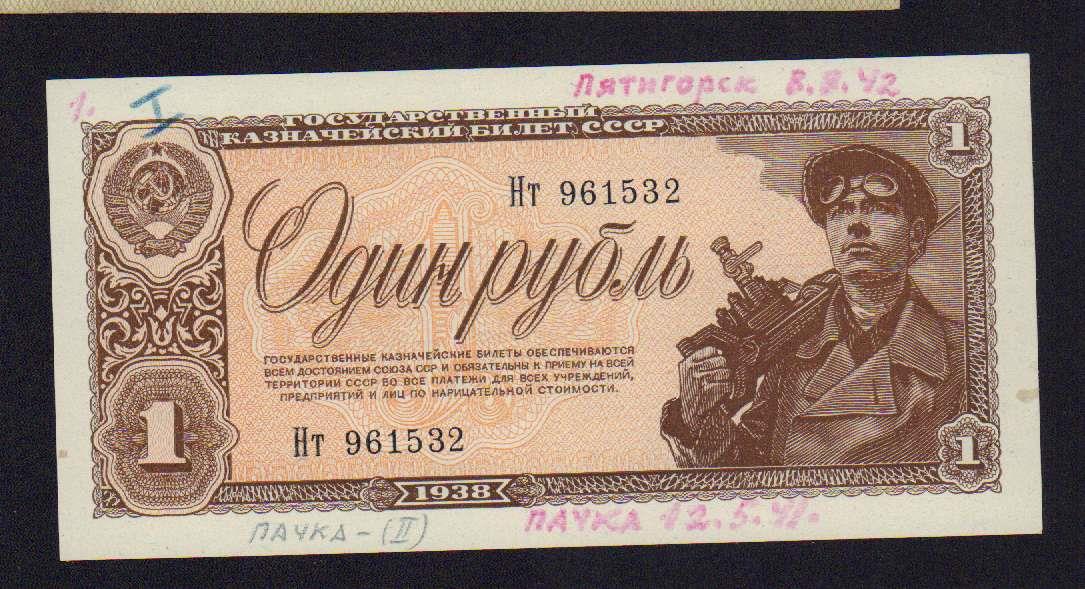 1. I Пятигорск 8.8.42
ГОСУДАРСТВЕННЫЙ
КАЗНАЧЕЙСКИЙ БИЛЕТ СССР
1
Нт 961532
Один рубль
ГОСУДАРСТВЕННЫЕ КАЗНАЧЕЙСКИЕ БИЛЕТЫ ОБЕСПЕЧИВАЮТСЯ
ВСЕМ ДОСТОЯНИЕМ СОЮЗА ССР И ОБЯЗАТЕЛЬНЫ К ПРИЕМУ НА ВСЕЙ
ТЕРРИТОРИИ СССР ВО ВСЕ ПЛАТЕЖИ ДЛЯ ВСЕХ УЧРЕЖДЕНИЙ,
ПРЕДПРИЯТИЙ И ЛИЦ ПО НАРИЦАТЕЛЬНОЙ СТОИМОСТИ.
1
Нт 961532
1
1938
ПАЧКА-(II) ПАЧКА 12.5.41.